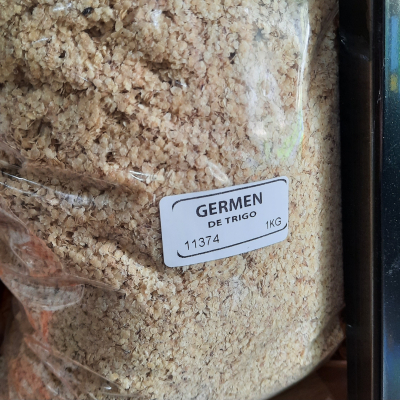 GERMEN
DE TRIGO
11374 1KG